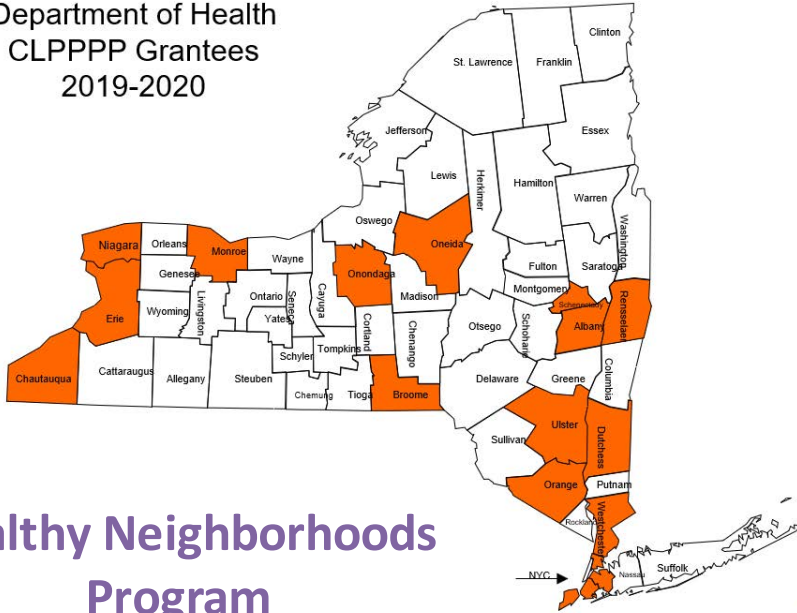 Department of Health
CLPPPP Grantees
2019-2020
Clinton
St. Lawrence
Franklin
Jefferson
Essex
Lewis
Herkimer
Hamilton
Warren
Washington
Oswego
Niagara
Orleans
Monroe
Wayne
Oneida
Fulton
Saratoga
Genesee
Onondaga
Madison
Montgomery
Schenectady
Rensselaer
Erie
Wyoming
Livingston
Ontario
Yates
Seneca
Cayuga
Cortland
Chenango
Otsego
Schoharie
Albany
Chautauqua
Cattaraugus
Allegany
Steuben
Schyler
Tompkins
Chemung
Tioga
Broome
Delaware
Greene
Columbia
Ulster
Dutchess
Sullivan
Orange
Putnam
Rockland
Westchester
NYC
Nassau
Suffolk
althy Neighborhoods
Program